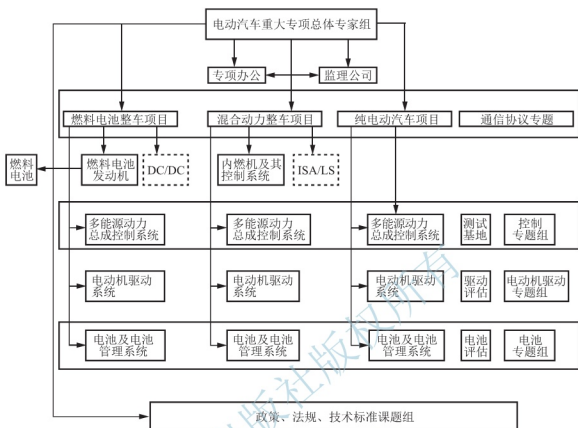 电动汽车重大专项总体专家组
专项办公
监理公司
燃料电池整车项目
混合动力整车项目
纯电动汽车项目
通信协议专题
燃料
电池
燃料电池
发动机
DC/DC
内燃机及其
控制系统
ISA/LS
多能源动力
总成控制系统
多能源动力
总成控制系统
多能源动力
总成控制系统
测试
基地
控制
专题组
电动机驱动
系统
电动机驱动
系统
电动机驱动
系统
驱动
评估
电动机驱动
专题组
电池及电池
管理系统
电池及电池
管理系统
电池及电池
管理系统
电池
评估
电池
专题组
政策、法规、技术标准课题组
社版权所有